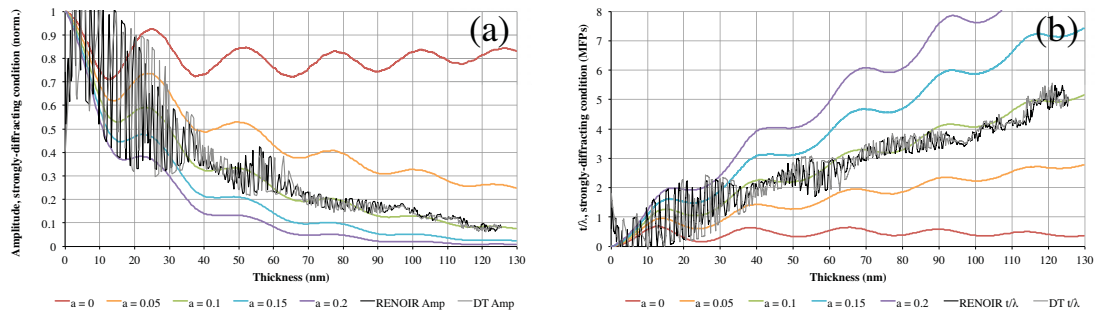 (a)
Amplitude, strongly-diffracting condition (norm.)
1
0.9
0.8
0.7
0.6
0.5
0.4
0.3
0.2
0.1
0
0 10 20 30 40 50 60 70 80 90 100 110 120 130
Thickness (nm)
a = 0 a = 0.05 a = 0.1 a = 0.15 a = 0.2 RENOIR Amp DT Amp
(b)
t/λ, strongly-diffracting condition (MFPs)
8
7
6
5
4
3
2
1
0
0 10 20 30 40 50 60 70 80 90 100 110 120 130
Thickness (nm)
a = 0 a = 0.05 a = 0.1 a = 0.15 a = 0.2 RENOIR t/λ DT t/λ